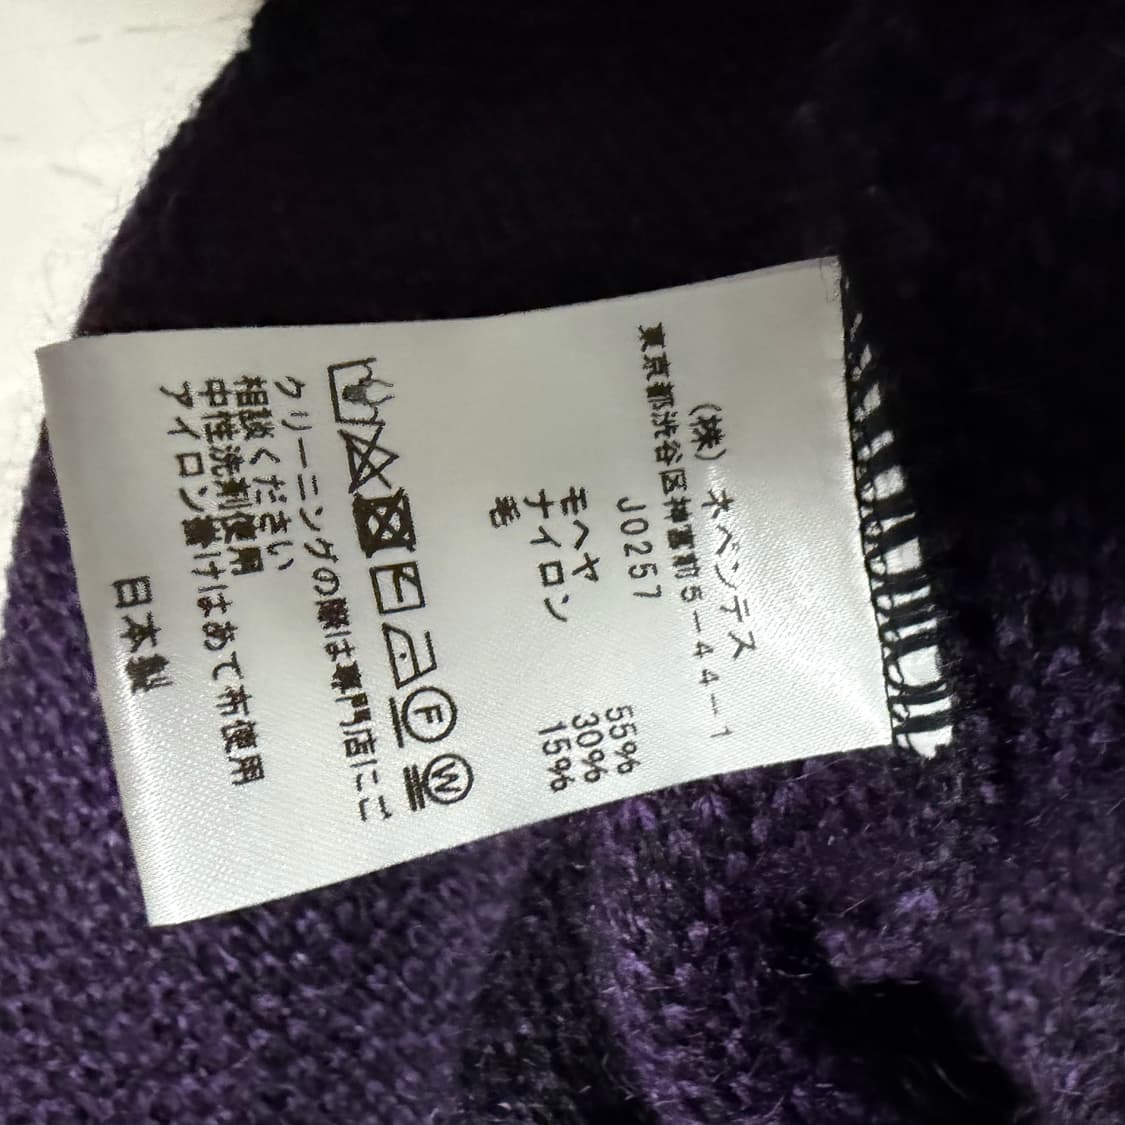 (株)ネペンテス
東京都渋谷区神宮前5-44-1
J0257
モヘヤ 55%
ナイロン 30%
毛 15%
F W
クリーニングの際は専門店にご
相談ください
中性洗剤使用
アイロン掛けはあて布使用
日本製